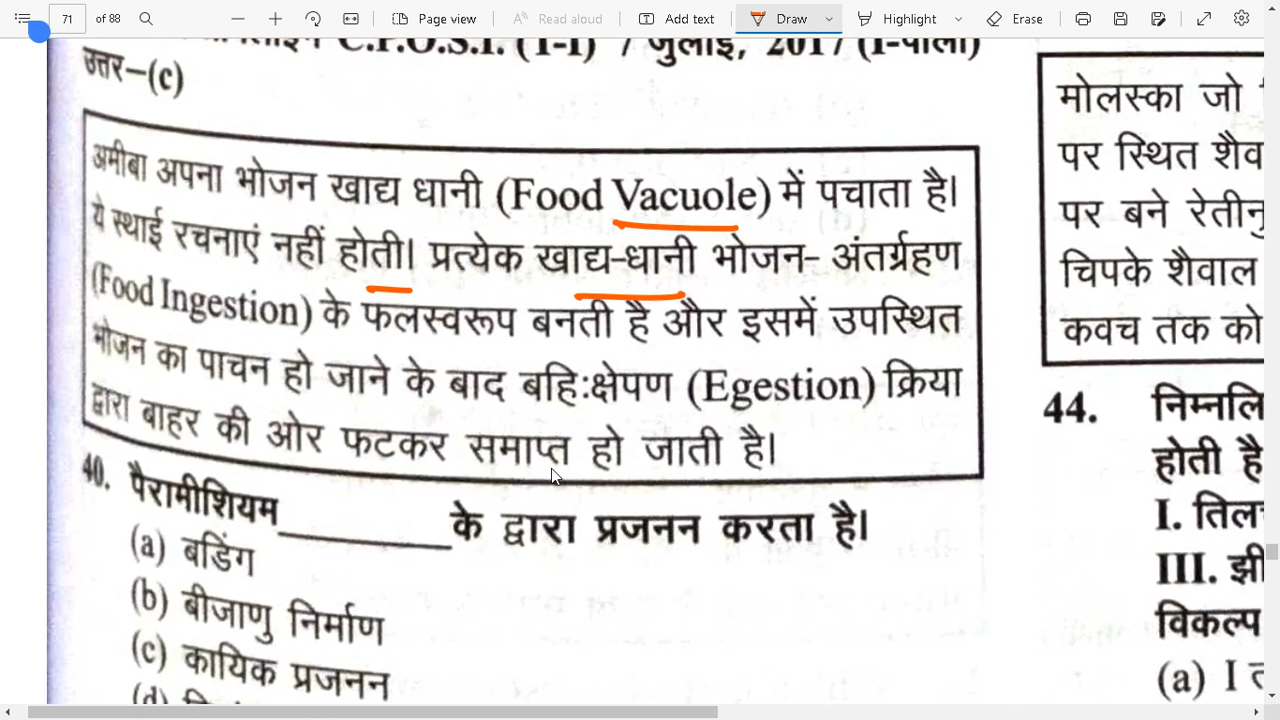 71 of 88 Page view Read aloud Add text Draw Highlight Erase
C.P.O.S.I. (T-I) 7 जुलाई, 2017 (I-पाली)
उत्तर–(c)
अमीबा अपना भोजन खाद्य धानी (Food Vacuole) में पचाता है।
ये स्थाई रचनाएं नहीं होती। प्रत्येक खाद्य-धानी भोजन- अंतर्ग्रहण
(Food Ingestion) के फलस्वरूप बनती है और इसमें उपस्थित
भोजन का पाचन हो जाने के बाद बहि:क्षेपण (Egestion) क्रिया
द्वारा बाहर की ओर फटकर समाप्त हो जाती है।
40. पैरामीशियम________के द्वारा प्रजनन करता है।
(a) बडिंग
(b) बीजाणु निर्माण
(c) कायिक प्रजनन
(d)
मोलस्का जो
पर स्थित
पर बने
चिपके शैवाल
कवच तक
44.
होती है
I.
III.
विकल्प
(a) I